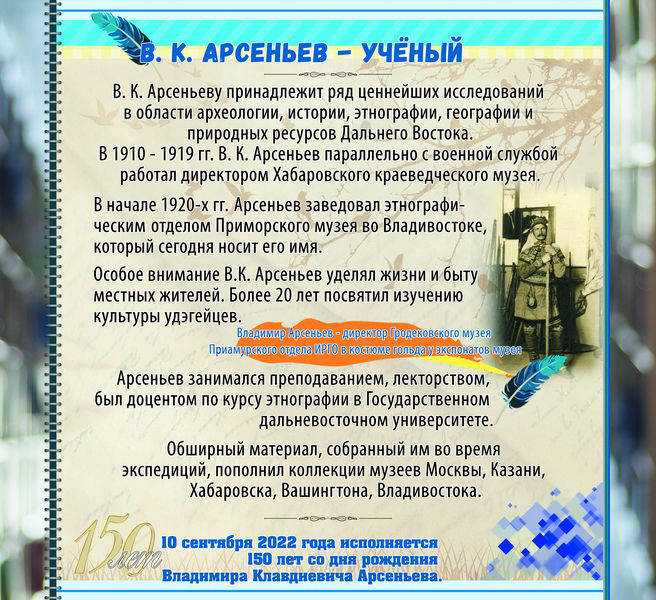 В. К. АРСЕНЬЕВ – УЧЁНЫЙ
В. К. Арсеньеву принадлежит ряд ценнейших исследований
в области археологии, истории, этнографии, географии и
природных ресурсов Дальнего Востока.
В 1910 - 1919 гг. В. К. Арсеньев параллельно с военной службой
работал директором Хабаровского краеведческого музея.
В начале 1920-х гг. Арсеньев заведовал этнографи-
ческим отделом Приморского музея во Владивостоке,
который сегодня носит его имя.
Особое внимание В.К. Арсеньев уделял жизни и быту
местных жителей. Более 20 лет посвятил изучению
культуры удэгейцев.
Владимир Арсеньев - директор Гродековского музея
Приамурского отдела ИРГО в костюме гольда у экспонатов музея
Арсеньев занимался преподаванием, лекторством,
был доцентом по курсу этнографии в Государственном
дальневосточном университете.
Обширный материал, собранный им во время
экспедиций, пополнил коллекции музеев Москвы, Казани,
Хабаровска, Вашингтона, Владивостока.
150 лет
10 сентября 2022 года исполняется
150 лет со дня рождения
Владимира Клавдиевича Арсеньева.